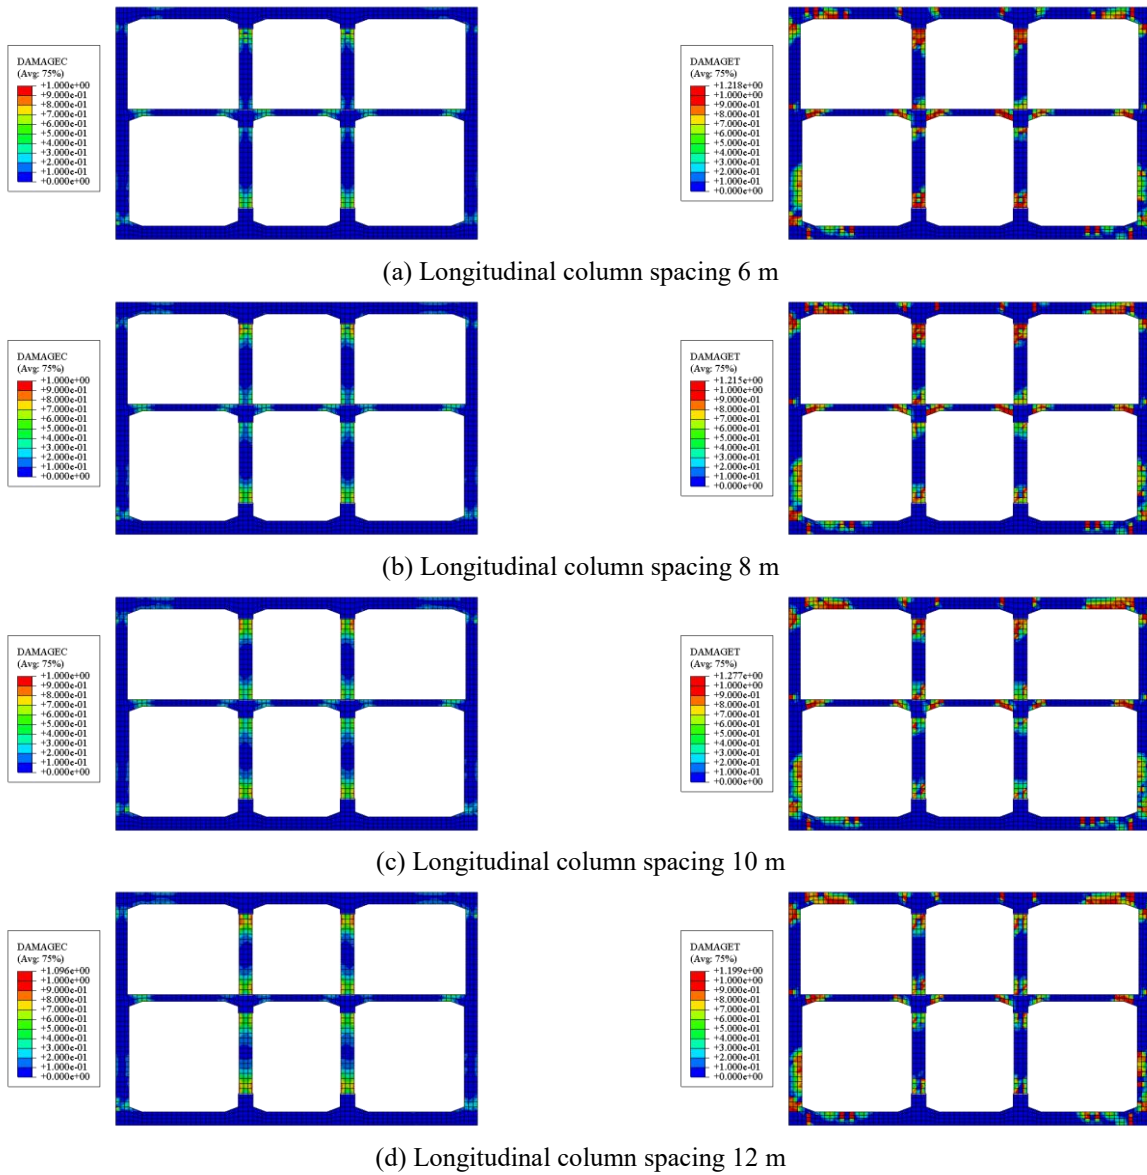 DAMAGEC
(Avg: 75%)
+1.000e+00
+9.000e-01
+8.000e-01
+7.000e-01
+6.000e-01
+5.000e-01
+4.000e-01
+3.000e-01
+2.000e-01
+1.000e-01
+0.000e+00
DAMAGET
(Avg: 75%)
+1.218e+00
+1.000e+00
+9.000e-01
+8.000e-01
+7.000e-01
+6.000e-01
+5.000e-01
+4.000e-01
+3.000e-01
+2.000e-01
+1.000e-01
+0.000e+00
(a) Longitudinal column spacing 6 m
DAMAGEC
(Avg: 75%)
+1.000e+00
+9.000e-01
+8.000e-01
+7.000e-01
+6.000e-01
+5.000e-01
+4.000e-01
+3.000e-01
+2.000e-01
+1.000e-01
+0.000e+00
DAMAGET
(Avg: 75%)
+1.215e+00
+1.000e+00
+9.000e-01
+8.000e-01
+7.000e-01
+6.000e-01
+5.000e-01
+4.000e-01
+3.000e-01
+2.000e-01
+1.000e-01
+0.000e+00
(b) Longitudinal column spacing 8 m
DAMAGEC
(Avg: 75%)
+1.000e+00
+9.000e-01
+8.000e-01
+7.000e-01
+6.000e-01
+5.000e-01
+4.000e-01
+3.000e-01
+2.000e-01
+1.000e-01
+0.000e+00
DAMAGET
(Avg: 75%)
+1.277e+00
+1.000e+00
+9.000e-01
+8.000e-01
+7.000e-01
+6.000e-01
+5.000e-01
+4.000e-01
+3.000e-01
+2.000e-01
+1.000e-01
+0.000e+00
(c) Longitudinal column spacing 10 m
DAMAGEC
(Avg: 75%)
+1.096e+00
+1.000e+00
+9.000e-01
+8.000e-01
+7.000e-01
+6.000e-01
+5.000e-01
+4.000e-01
+3.000e-01
+2.000e-01
+1.000e-01
+0.000e+00
DAMAGET
(Avg: 75%)
+1.199e+00
+1.000e+00
+9.000e-01
+8.000e-01
+7.000e-01
+6.000e-01
+5.000e-01
+4.000e-01
+3.000e-01
+2.000e-01
+1.000e-01
+0.000e+00
(d) Longitudinal column spacing 12 m